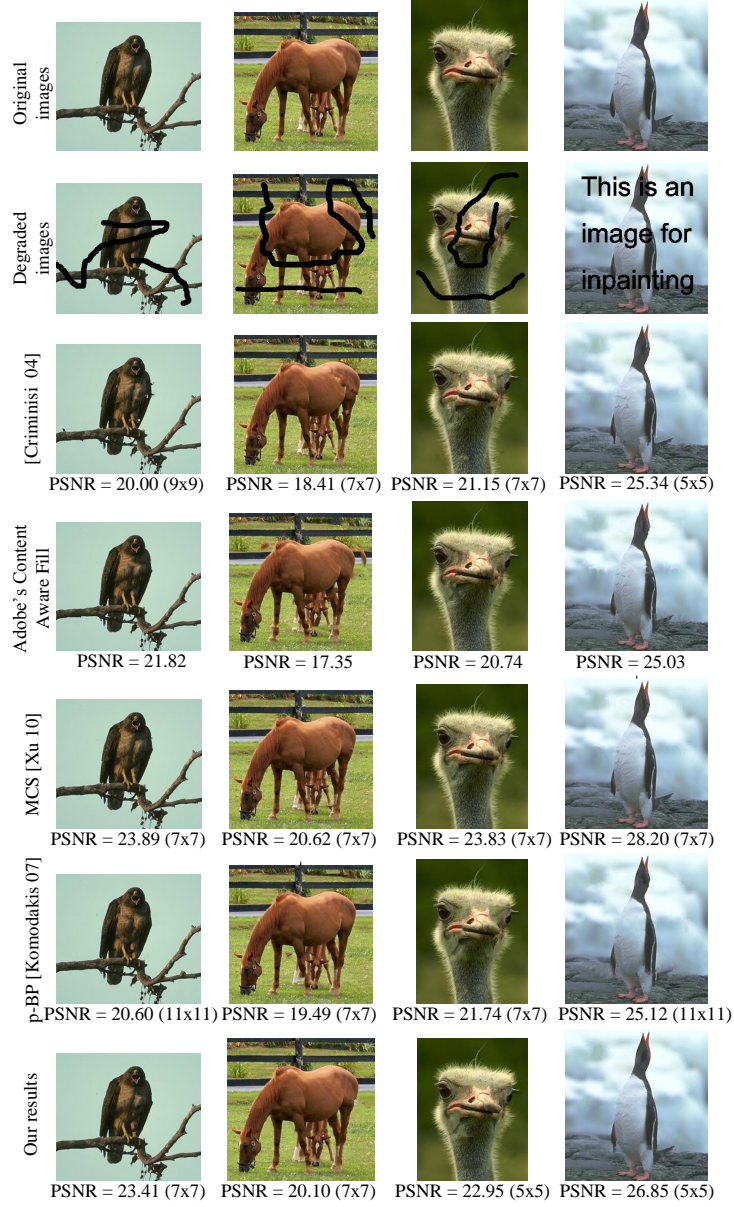 Original
images
Degraded
images
This is an
image for
inpainting
[Criminisi 04]
PSNR = 20.00 (9x9)
PSNR = 18.41 (7x7)
PSNR = 21.15 (7x7)
PSNR = 25.34 (5x5)
Adobe's Content
Aware Fill
PSNR = 21.82
PSNR = 17.35
PSNR = 20.74
PSNR = 25.03
MCS [Xu 10]
PSNR = 23.89 (7x7)
PSNR = 20.62 (7x7)
PSNR = 23.83 (7x7)
PSNR = 28.20 (7x7)
p-BP [Komodakis 07]
PSNR = 20.60 (11x11)
PSNR = 19.49 (7x7)
PSNR = 21.74 (7x7)
PSNR = 25.12 (11x11)
Our results
PSNR = 23.41 (7x7)
PSNR = 20.10 (7x7)
PSNR = 22.95 (5x5)
PSNR = 26.85 (5x5)